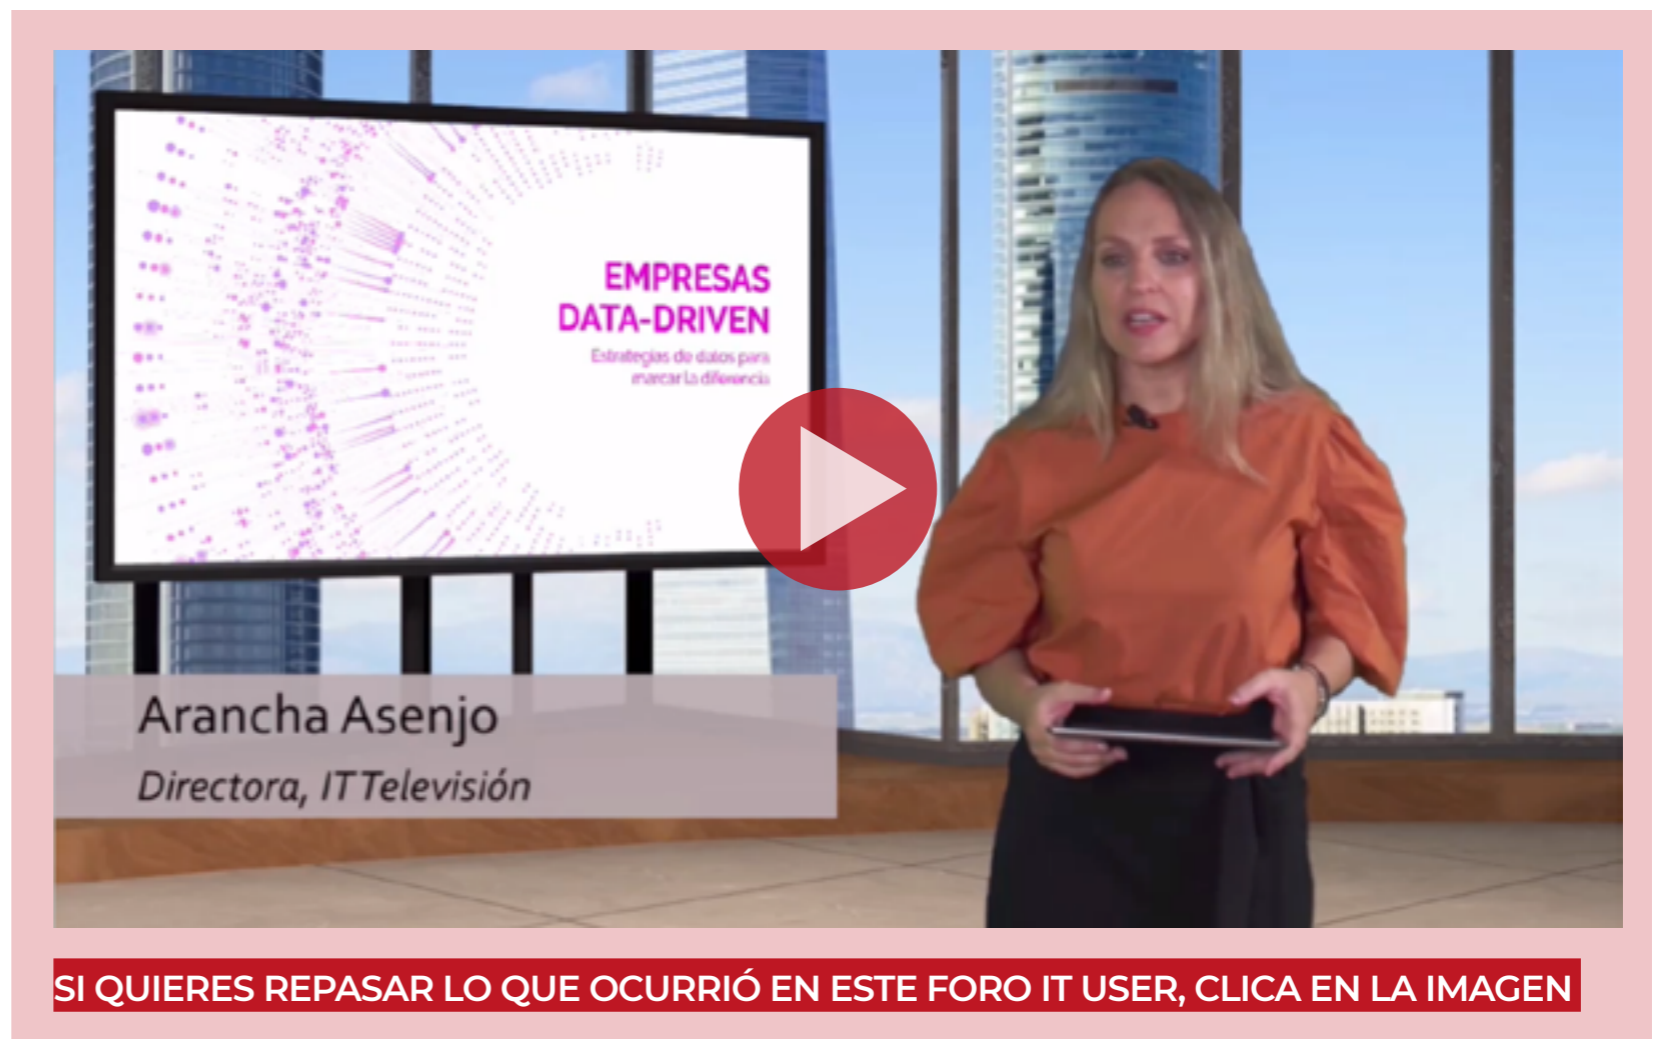 EMPRESAS
DATA-DRIVEN
Estrategias de datos para
marcar la diferencia
Arancha Asenjo
Directora, IT Televisión
SI QUIERES REPASAR LO QUE OCURRIÓ EN ESTE FORO IT USER, CLICA EN LA IMAGEN